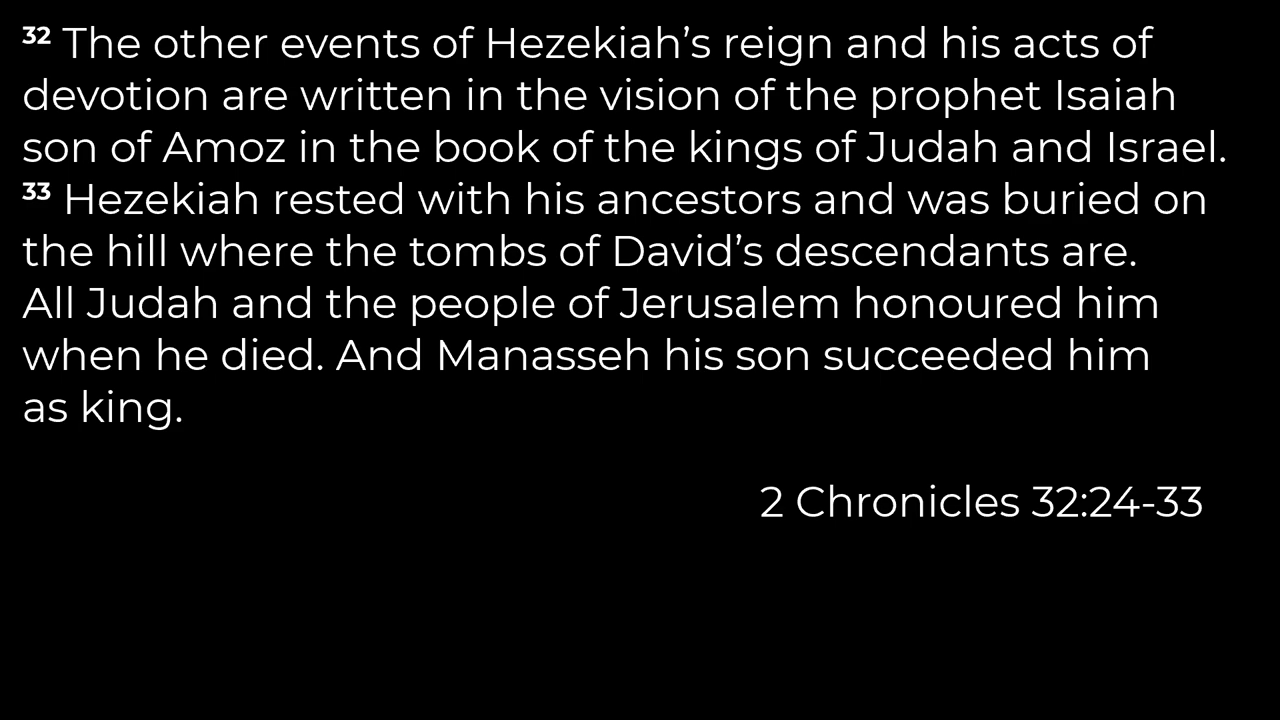 32 The other events of Hezekiah’s reign and his acts of
devotion are written in the vision of the prophet Isaiah
son of Amoz in the book of the kings of Judah and Israel.
33 Hezekiah rested with his ancestors and was buried on
the hill where the tombs of David’s descendants are.
All Judah and the people of Jerusalem honoured him
when he died. And Manasseh his son succeeded him
as king.
2 Chronicles 32:24-33